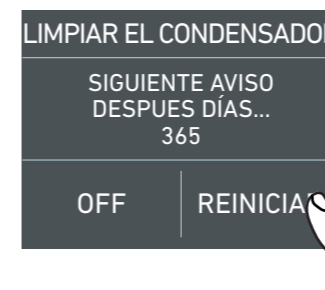 LIMPIAR EL CONDENSADO
SIGUIENTE AVISO
DESPUES DÍAS...
365
OFF REINICIA